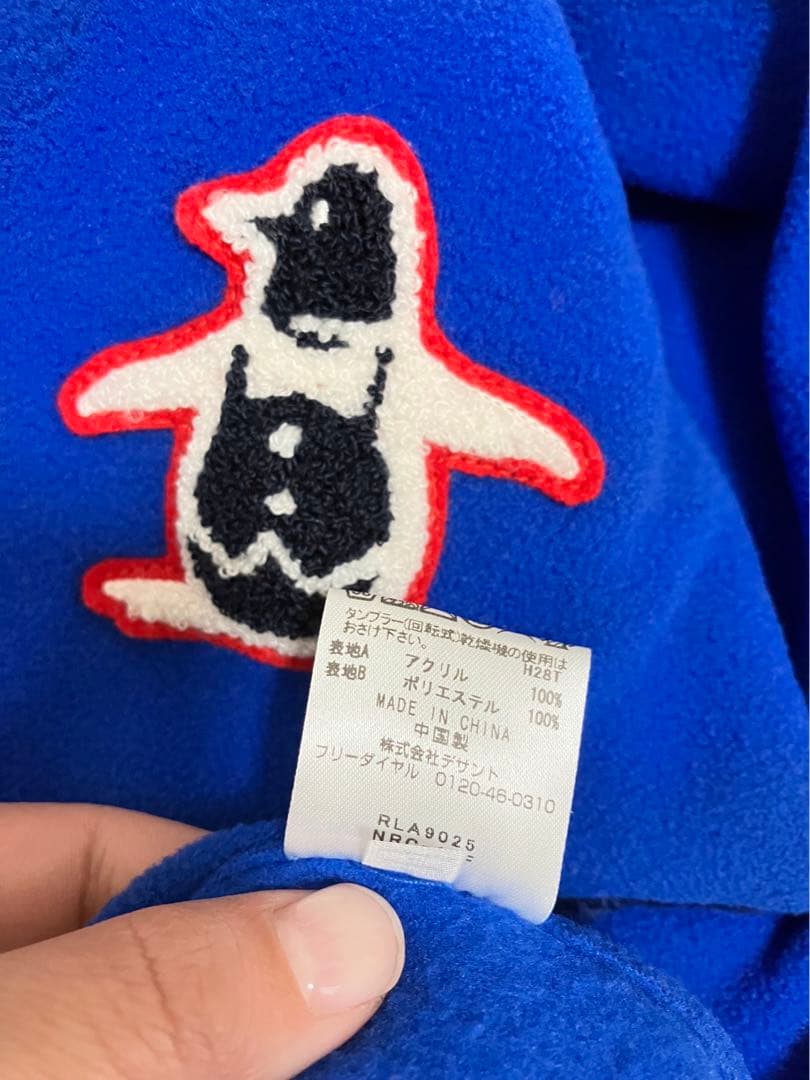 タンブラー(回転式)乾燥機の使用は
おさけ下さい。 H28T
表地A アクリル 100%
表地B ポリエステル 100%
MADE IN CHINA
中国製
株式会社デサント
フリーダイヤル 0120-46-0310
RLA9025